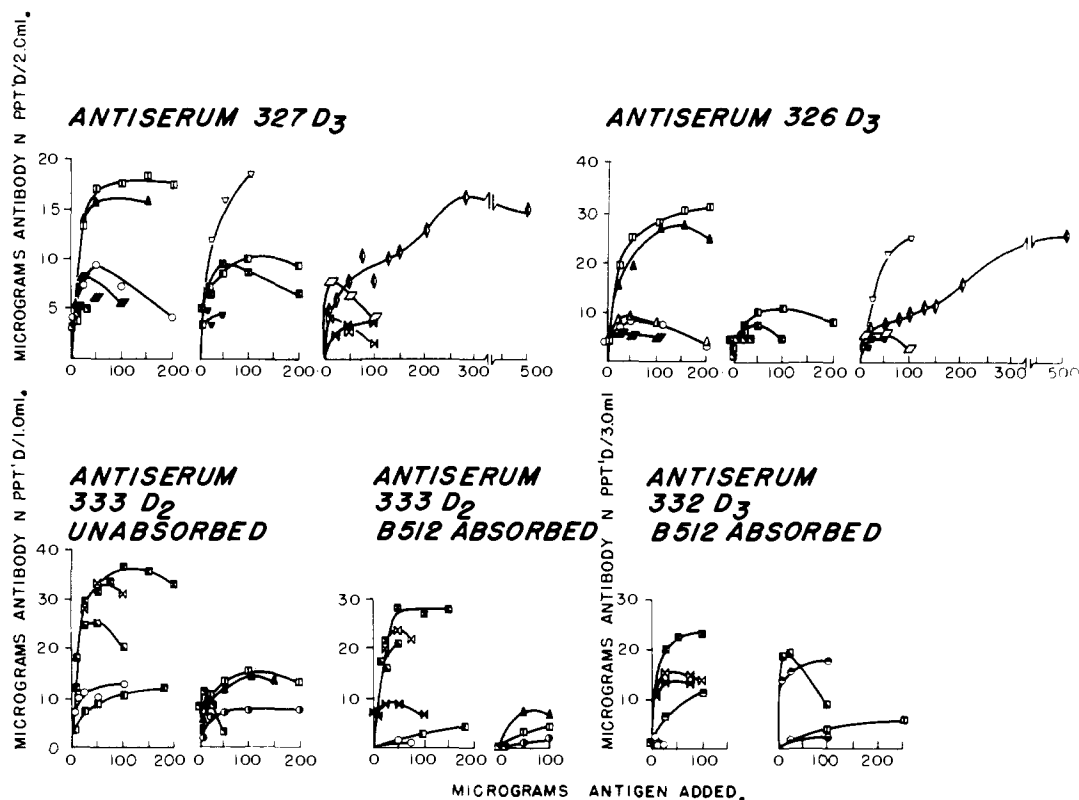 MICROGRAMS ANTIBODY N PPT'D/2.Cml.
ANTISERUM 327 D3
20
15
10
5
0 100 200
0 100 200
0 100 200 300 500
ANTISERUM 326 D3
40
30
20
10
0 100 200
0 100 200
0 100 200 300 500
MICROGRAMS ANTIBODY N PPT'D/1.0ml.
ANTISERUM
333 D2
UNABSORBED
40
30
20
10
0
0 100 200
0 100 200
ANTISERUM
333 D2
B512 ABSORBED
30
20
10
0
0 100 200
0 100
MICROGRAMS ANTIBODY N PPT'D/3.0ml
ANTISERUM
332 D3
B512 ABSORBED
30
20
10
0
0 100
0 100 200
MICROGRAMS ANTIGEN ADDED.